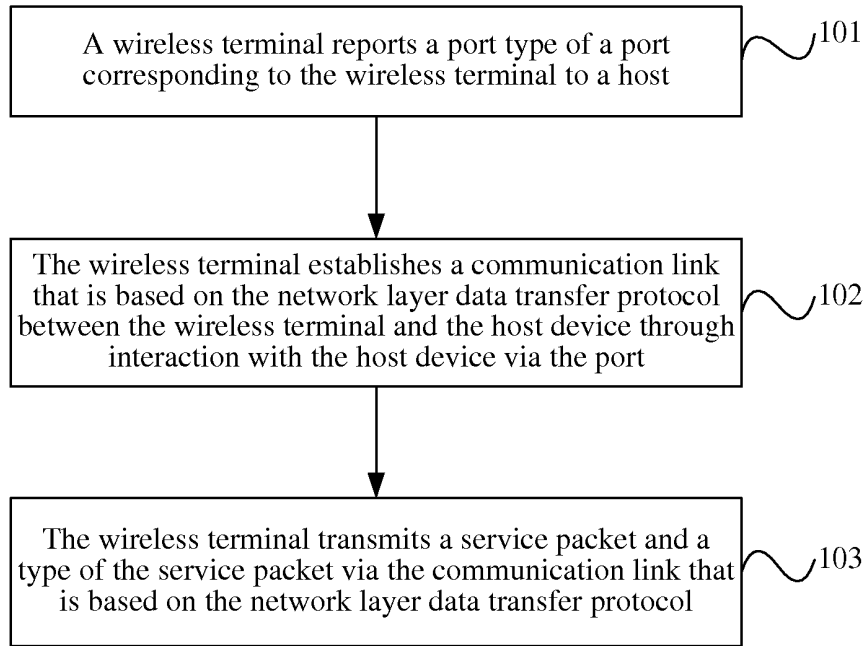 A wireless terminal reports a port type of a port
corresponding to the wireless terminal to a host
101
The wireless terminal establishes a communication link
that is based on the network layer data transfer protocol
between the wireless terminal and the host device through
interaction with the host device via the port
102
The wireless terminal transmits a service packet and a
type of the service packet via the communication link that
is based on the network layer data transfer protocol
103